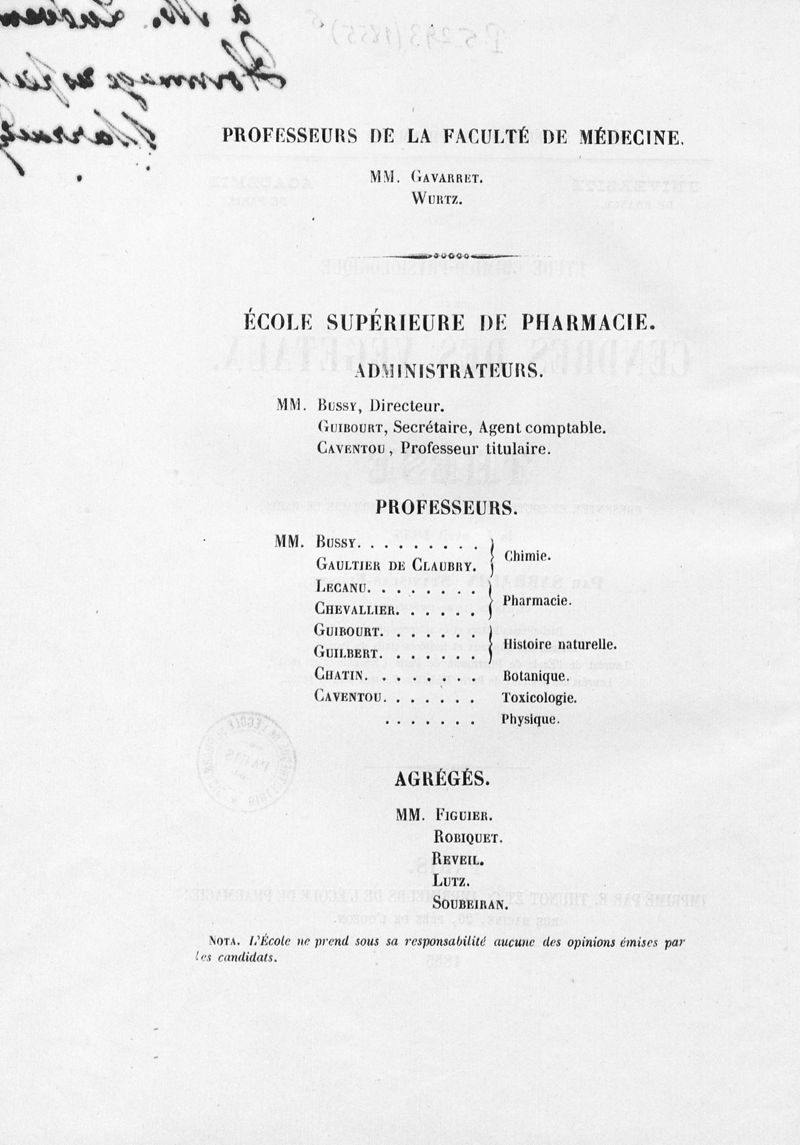 PROFESSEURS DE LA FACULTÉ DE MÉDECINE.
MM. GAVARRET.
WURTZ.
ÉCOLE SUPÉRIEURE DE PHARMACIE.
ADMINISTRATEURS.
MM. BUSSY, Directeur.
GUIBOURT, Secrétaire, Agent comptable.
CAVENTOU, Professeur titulaire.
PROFESSEURS.
MM. BUSSY. . . . . . . . . .
GAULTIER DE CLAUBRY.
Chimie.
LECANU. . . . . . . .
CHEVALLIER. . . . . .
Pharmacie.
GUIBOURT. . . . . . .
GUILBERT. . . . . . .
Histoire naturelle.
CHATIN. . . . . . . . Botanique.
CAVENTOU. . . . . . . Toxicologie.
. . . . . . . Physique.
AGRÉGÉS.
MM. FIGUIER.
ROBIQUET.
REVEIL.
LUTZ.
SOUBEIRAN.
NOTA. L'École ne prend sous sa responsabilité aucune des opinions émises par
les candidats.